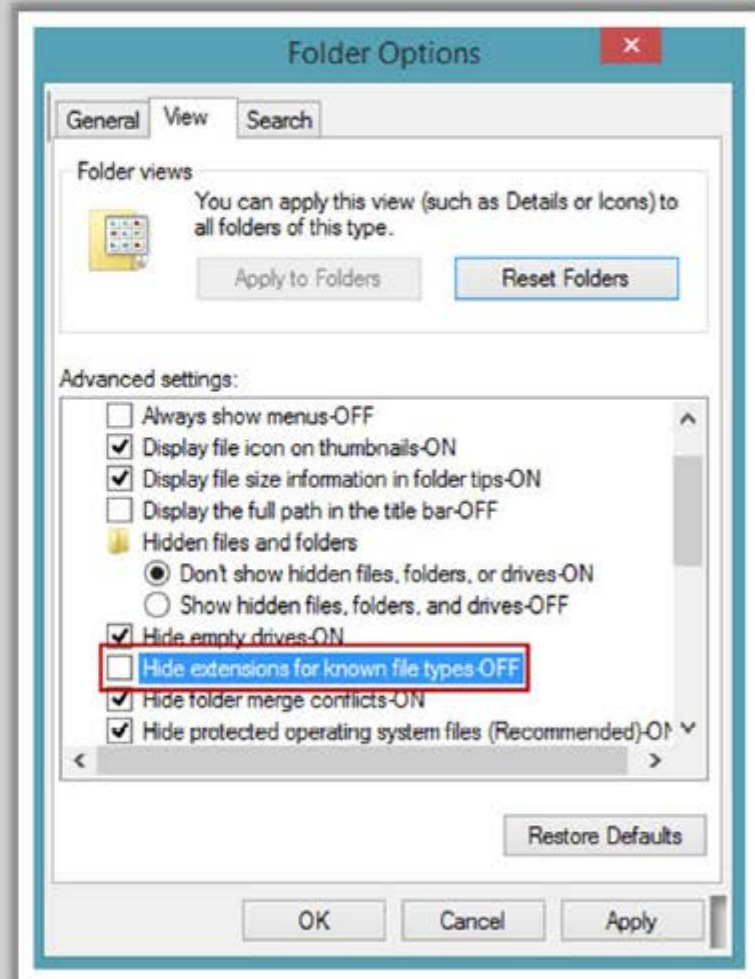 Folder Options
General
View
Search
Folder views
You can apply this view (such as Details or Icons) to
all folders of this type.
Apply to Folders
Reset Folders
Advanced settings:
Always show menus-OFF
Display file icon on thumbnails-ON
Display file size information in folder tips-ON
Display the full path in the title bar-OFF
Hidden files and folders
Don't show hidden files, folders, or drives-ON
Show hidden files, folders, and drives-OFF
Hide empty drives-ON
Hide extensions for known file types-OFF
Hide folder merge conflicts-ON
Hide protected operating system files (Recommended)-ON
Restore Defaults
OK
Cancel
Apply